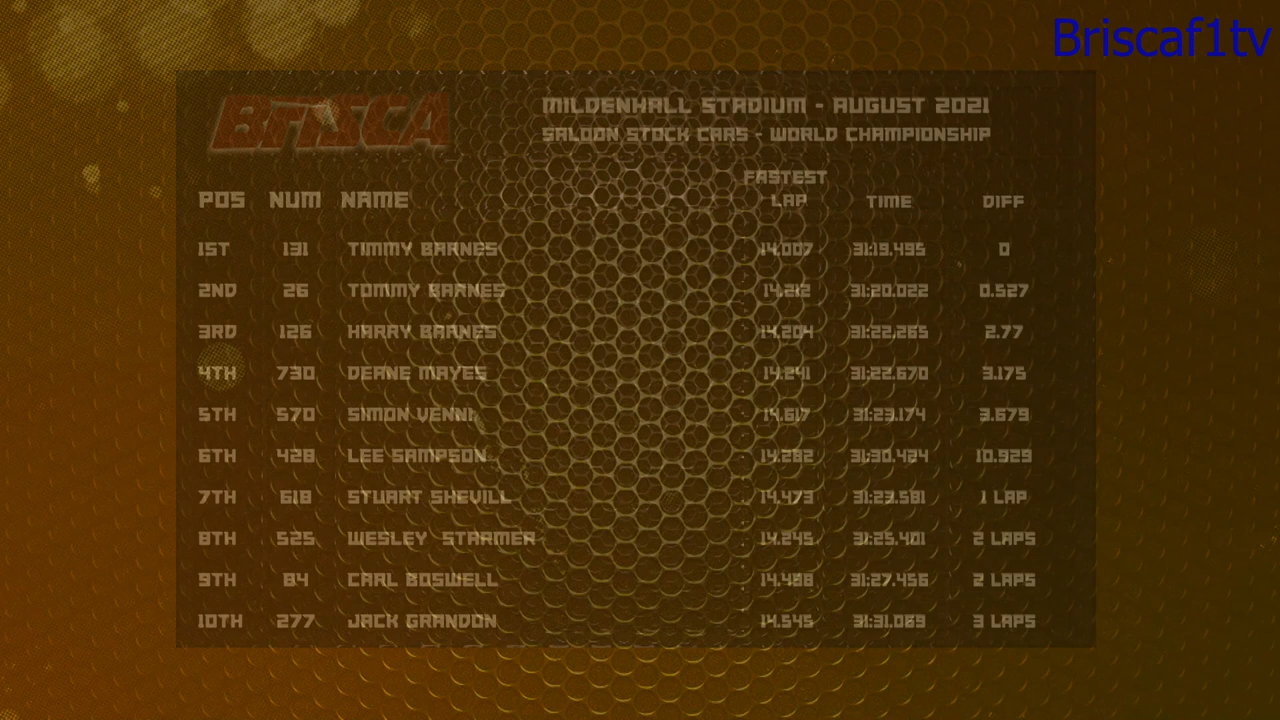 Briscaf1tv
BRISCA
MILDENHALL STADIUM - AUGUST 2021
SALOON STOCK CARS - WORLD CHAMPIONSHIP
POS NUM NAME FASTEST LAP TIME DIFF
1ST 131 TIMMY BARNES 14.007 31:19.495 0
2ND 26 TOMMY BARNES 14.212 31:20.022 0.527
3RD 126 HARRY BARNES 14.204 31:22.265 2.77
4TH 730 DEANE MAYES 14.241 31:22.670 3.175
5TH 570 SIMON VENNI 14.617 31:23.174 3.679
6TH 428 LEE SAMPSON 14.282 31:30.424 10.929
7TH 618 STUART SHEVILL 14.473 31:23.581 1 LAP
8TH 525 WESLEY STARMER 14.245 31:25.401 2 LAPS
9TH 84 CARL BOSWELL 31:27.456 2 LAPS
10TH 277 JACK GRANDON 14.545 31:31.069 3 LAPS